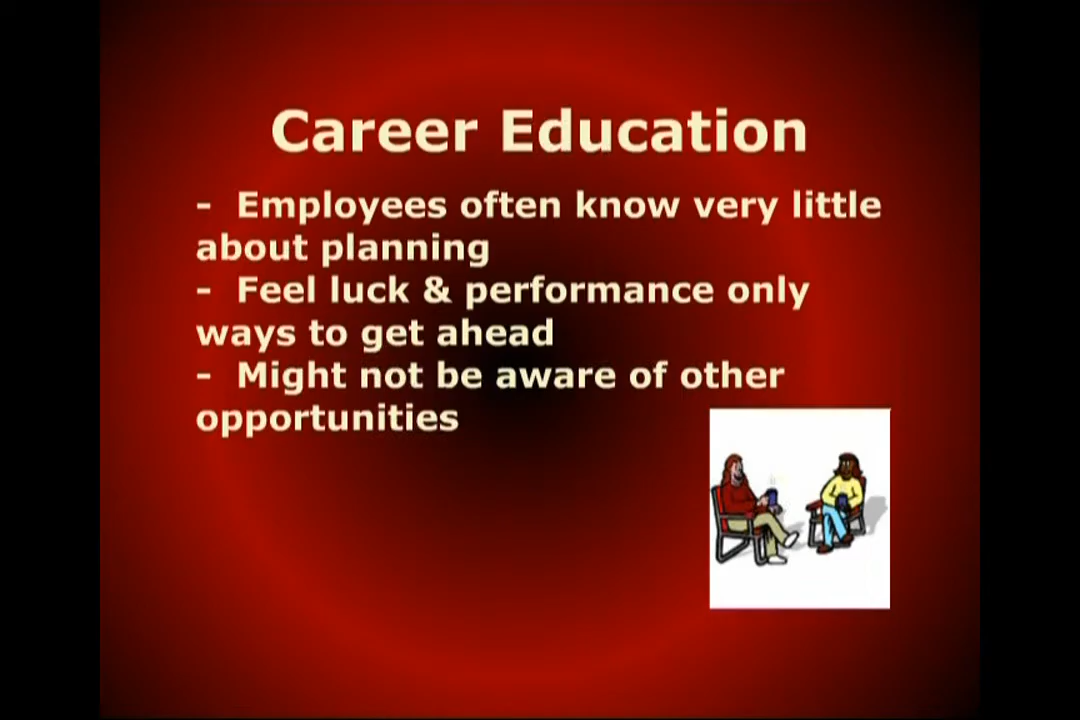 Career Education
- Employees often know very little
about planning
- Feel luck & performance only
ways to get ahead
- Might not be aware of other
opportunities